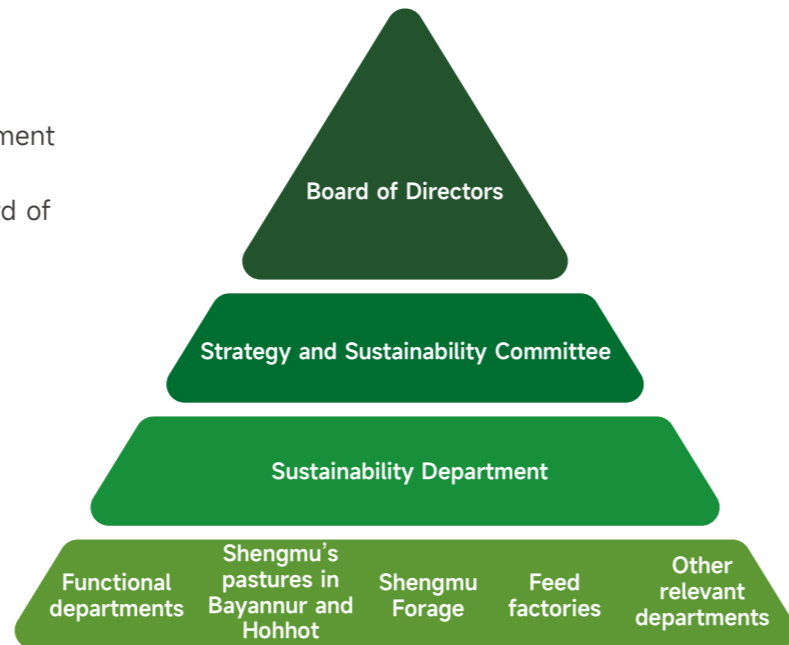 ment
d of
Board of Directors
Strategy and Sustainability Committee
Sustainability Department
Functional
departments
Shengmu’s
pastures in
Bayannur and
Hohhot
Shengmu
Forage
Feed
factories
Other
relevant
departments